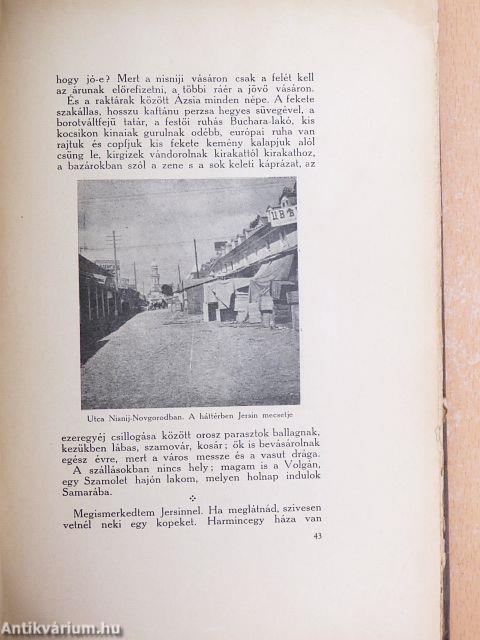 hogy jó-e? Mert a nisniji vásáron csak a felét kell
az árunak előrefizetni, a többi ráér a jövő vásáron.
És a raktárak között Ázsia minden népe. A fekete
szakállas, hosszu kaftánu perzsa hegyes süvegével, a
borotváltfejü tatár, a festői ruhás Buchara-lakó, kis
kocsikon kinaiak gurulnak odébb, európai ruha van
rajtuk és copfjuk kis fekete kemény kalapjuk alól
csüng le, kirgizek vándorolnak kirakattól kirakathoz,
a bazárokban szól a zene s a sok keleti káprázat, az
ЦВѢ
Utca Nisnij-Novgorodban. A háttérben Jersin mecsetje
ezeregyéj csillogása között orosz parasztok ballagnak,
kezükben lábas, szamovár, kosár; ők is bevásárolnak
egész évre, mert a város messze és a vasut drága.
A szállásokban nincs hely; magam is a Volgán,
egy Szamolet hajón lakom, melyen holnap indulok
Samarába.
Megismerkedtem Jersinnel. Ha meglátnád, szivesen
vetnél neki egy kopeket. Harmincegy háza van
43
Antikvárium.hu